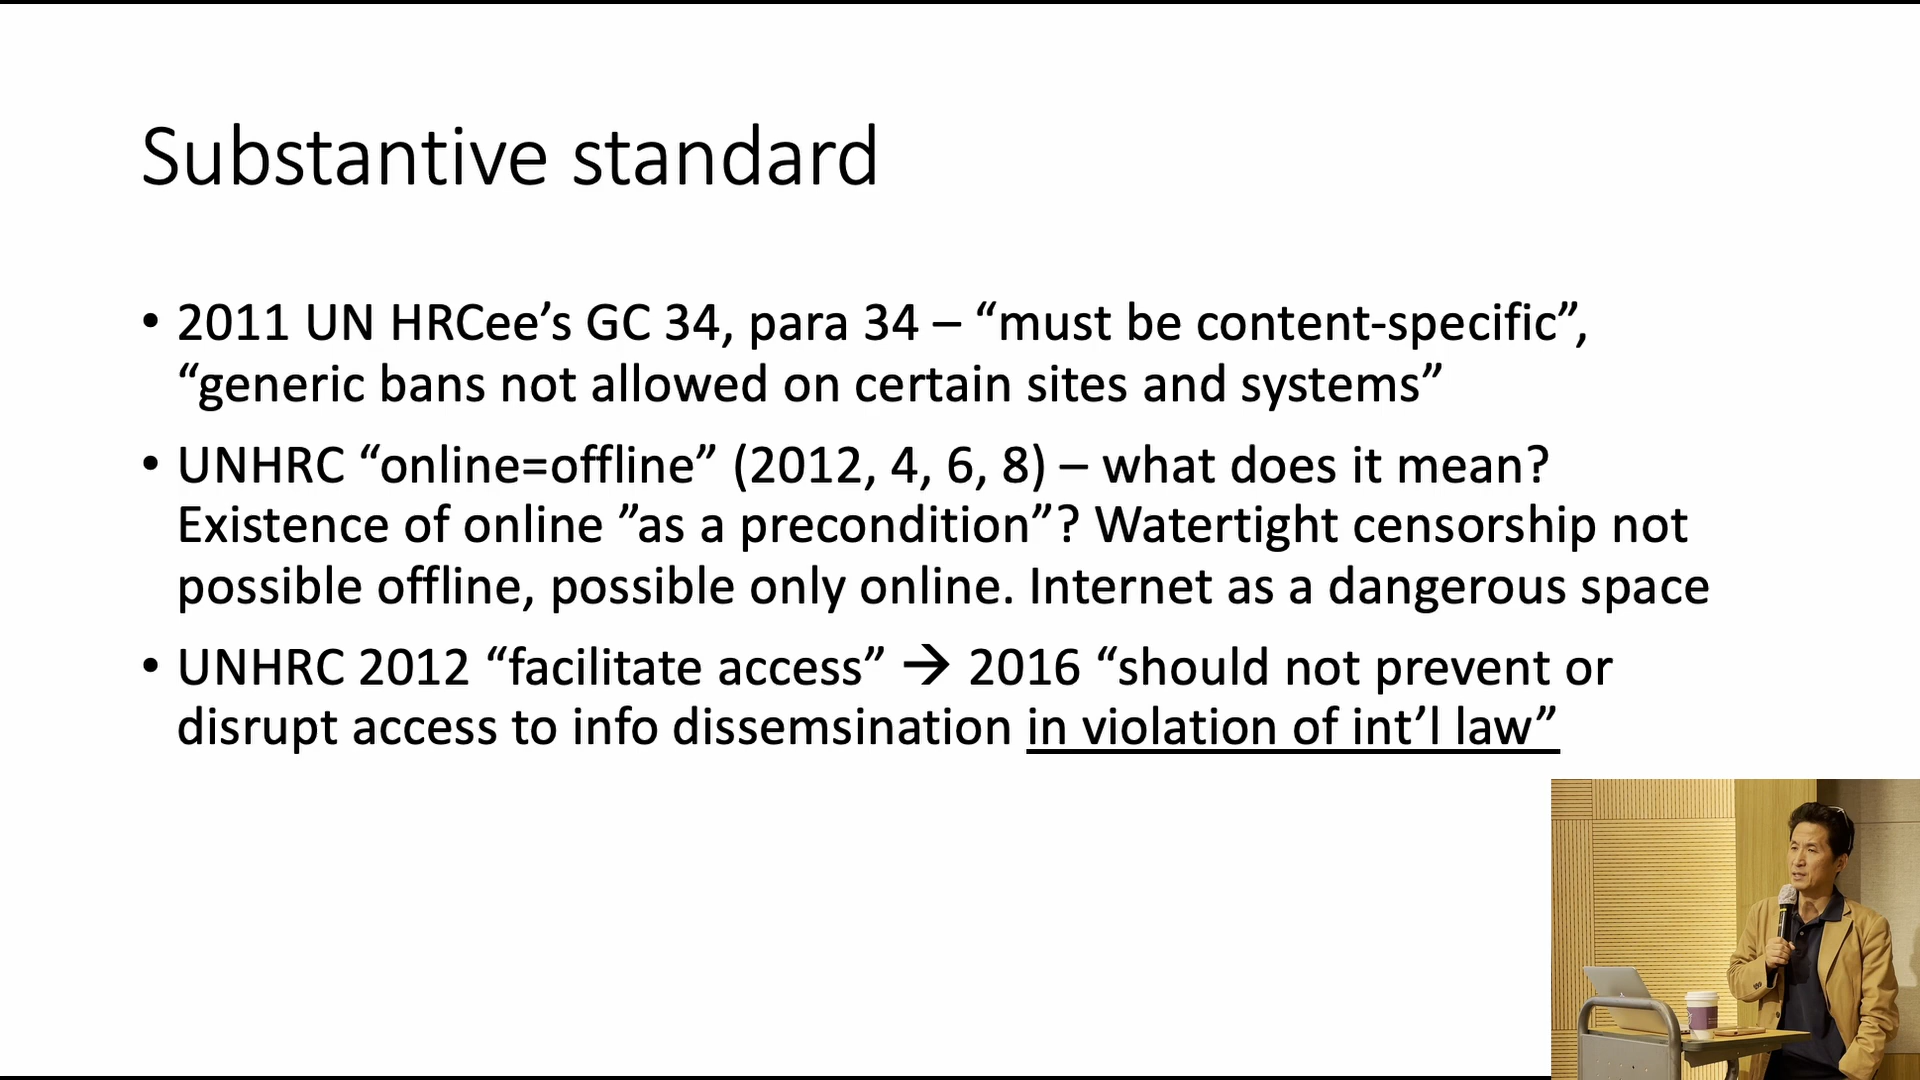 Substantive standard
• 2011 UN HRCee’s GC 34, para 34 – “must be content-specific”,
“generic bans not allowed on certain sites and systems”
• UNHRC “online=offline” (2012, 4, 6, 8) – what does it mean?
Existence of online ”as a precondition”? Watertight censorship not
possible offline, possible only online. Internet as a dangerous space
• UNHRC 2012 “facilitate access” → 2016 “should not prevent or
disrupt access to info dissemsination in violation of int’l law”